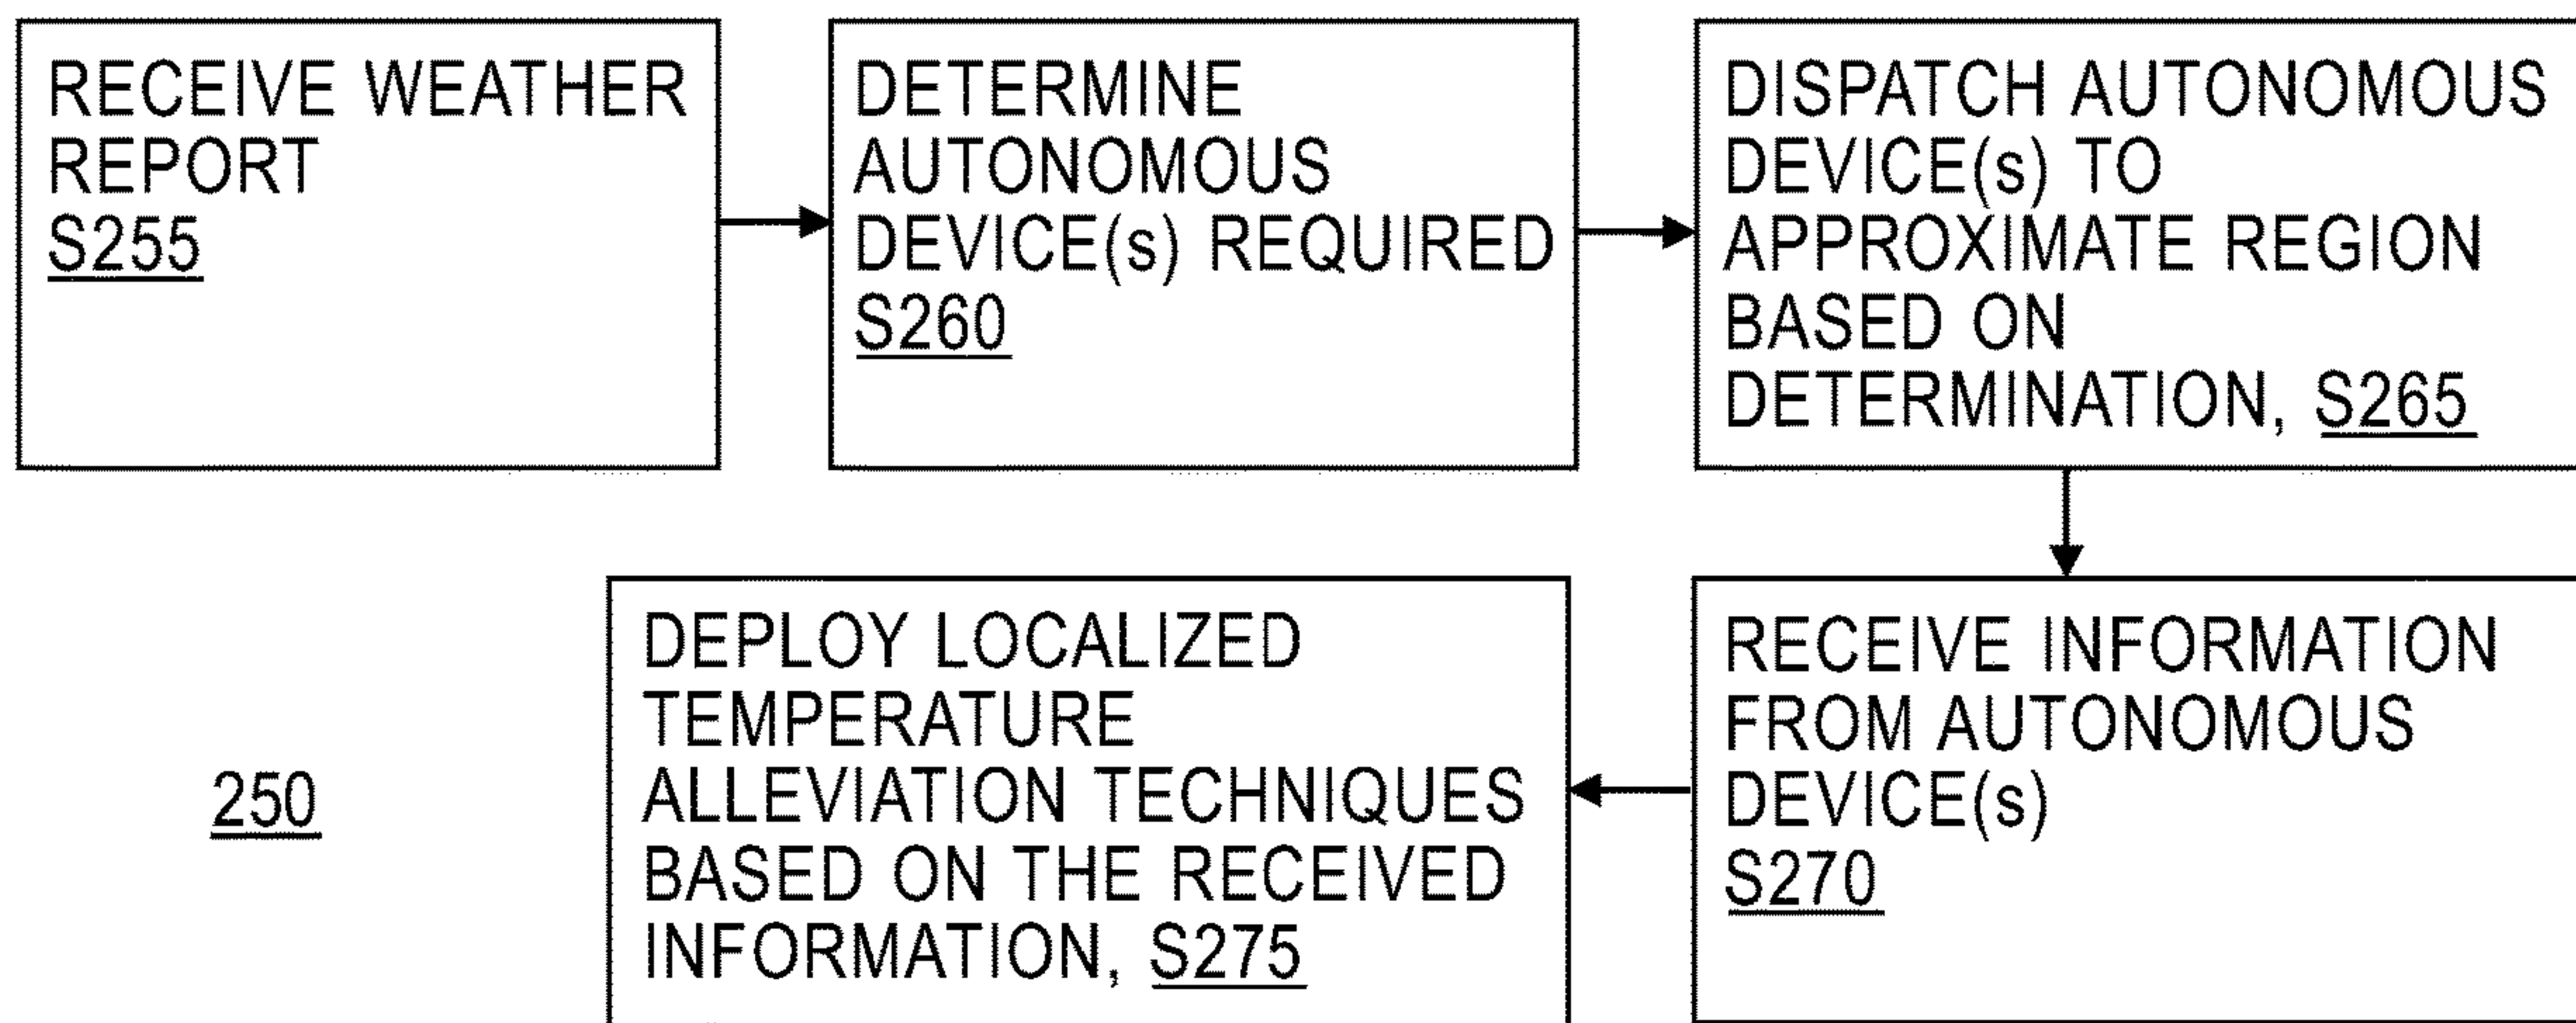 RECEIVE WEATHER
REPORT
S255
DETERMINE
AUTONOMOUS
DEVICE(s) REQUIRED
S260
DISPATCH AUTONOMOUS
DEVICE(s) TO
APPROXIMATE REGION
BASED ON
DETERMINATION, S265
RECEIVE INFORMATION
FROM AUTONOMOUS
DEVICE(s)
S270
DEPLOY LOCALIZED
TEMPERATURE
ALLEVIATION TECHNIQUES
BASED ON THE RECEIVED
INFORMATION, S275
250